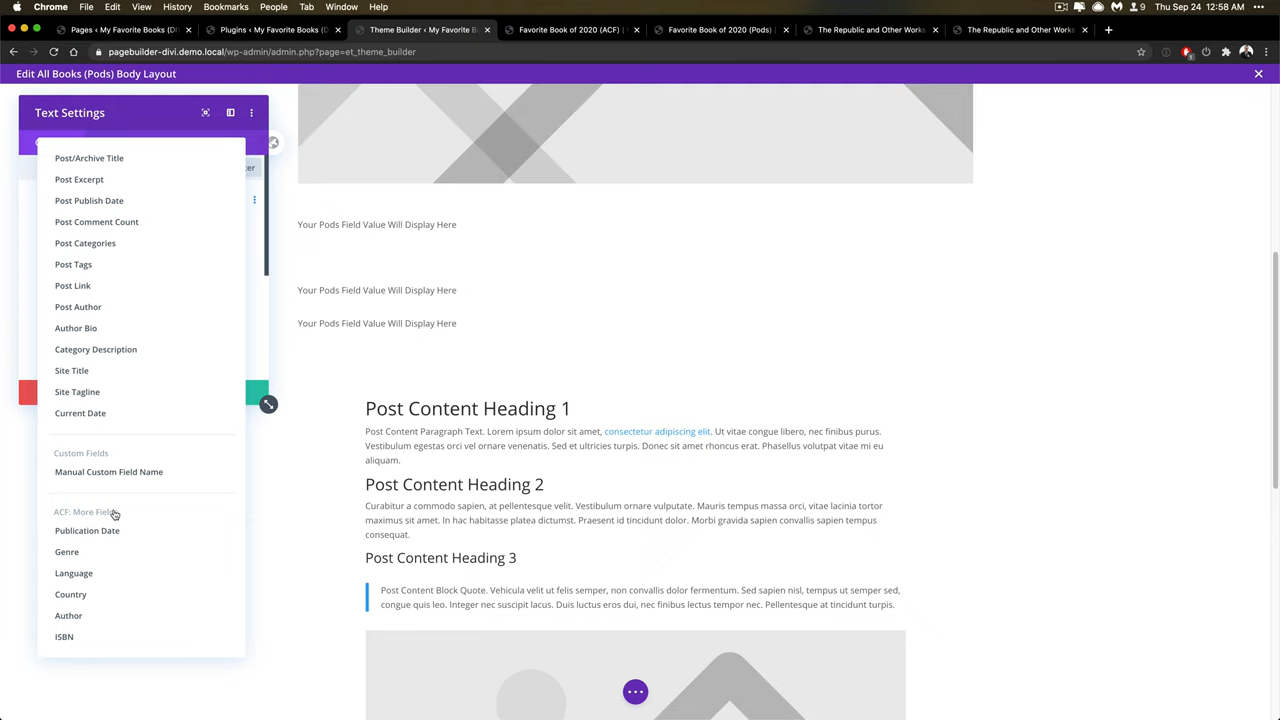 Chrome File Edit View History Bookmarks People Tab Window Help
9 Thu Sep 24 12:58 AM
Pages ‹ My Favorite Books (DI
Plugins ‹ My Favorite Books (D
Theme Builder ‹ My Favorite B
Favorite Book of 2020 (ACF) |
Favorite Book of 2020 (Pods) |
The Republic and Other Works
The Republic and Other Works
pagebuilder-divi.demo.local/wp-admin/admin.php?page=et_theme_builder
1
Edit All Books (Pods) Body Layout
Text Settings
ter
Post/Archive Title
Post Excerpt
Post Publish Date
Post Comment Count
Post Categories
Post Tags
Post Link
Post Author
Author Bio
Category Description
Site Title
Site Tagline
Current Date
Custom Fields
Manual Custom Field Name
ACF: More Fields
Publication Date
Genre
Language
Country
Author
ISBN
Your Pods Field Value Will Display Here
Your Pods Field Value Will Display Here
Your Pods Field Value Will Display Here
Post Content Heading 1
Post Content Paragraph Text. Lorem ipsum dolor sit amet, consectetur adipiscing elit. Ut vitae congue libero, nec finibus purus.
Vestibulum egestas orci vel ornare venenatis. Sed et ultricies turpis. Donec sit amet rhoncus erat. Phasellus volutpat vitae mi eu
aliquam.
Post Content Heading 2
Curabitur a commodo sapien, at pellentesque velit. Vestibulum ornare vulputate. Mauris tempus massa orci, vitae lacinia tortor
maximus sit amet. In hac habitasse platea dictumst. Praesent id tincidunt dolor. Morbi gravida sapien convallis sapien tempus
consequat.
Post Content Heading 3
Post Content Block Quote. Vehicula velit ut felis semper, non convallis dolor fermentum. Sed sapien nisl, tempus ut semper sed,
congue quis leo. Integer nec suscipit lacus. Duis luctus eros dui, nec finibus lectus tempor nec. Pellentesque at tincidunt turpis.